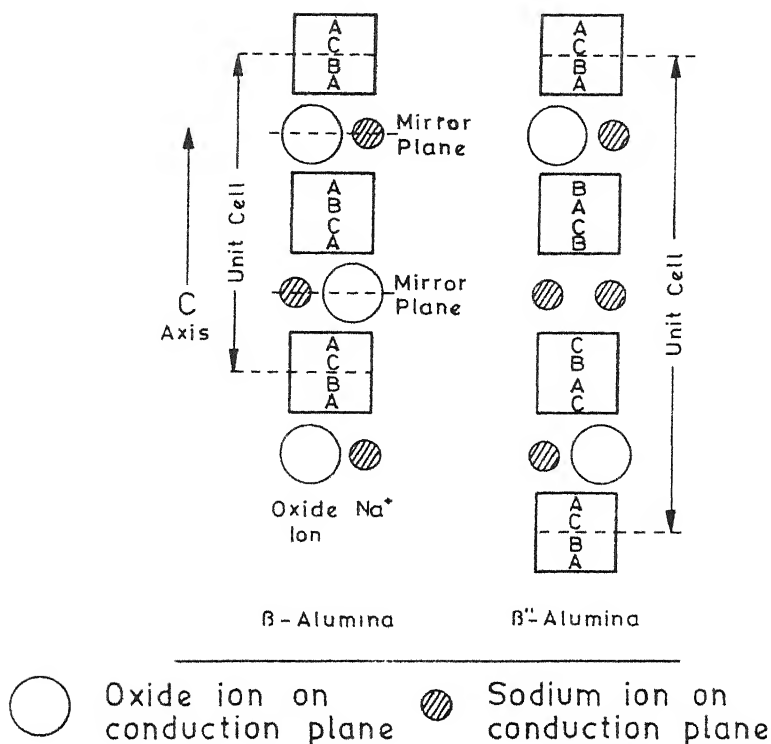 A
C
B
A
Mirror
Plane
A
B
C
A
Mirror
Plane
A
C
B
A
Unit Cell
C
Axis
Oxide Na⁺
Ion
β-Alumina
A
C
B
A
B
A
C
B
C
B
A
C
A
C
B
A
Unit Cell
β"-Alumina
Oxide ion on
conduction plane
Sodium ion on
conduction plane